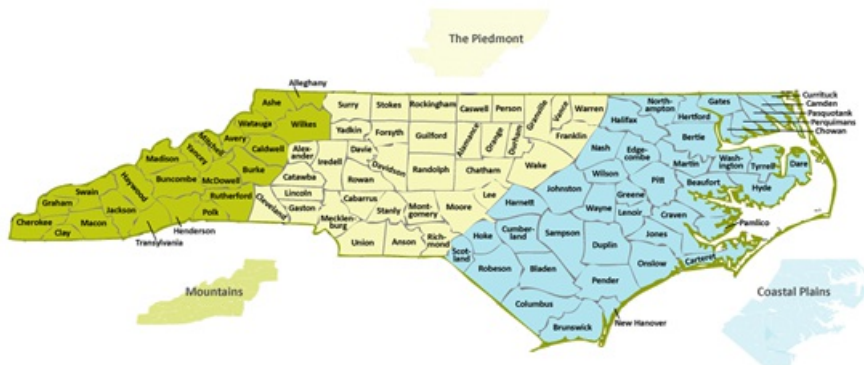 The Piedmont
Alleghany
Ashe
Surry
Stokes
Rockingham
Caswell
Person
Granville
Vance
Warren
North-
ampton
Gates
Currituck
Camden
Pasquotank
Perquimans
Chowan
Watauga
Wilkes
Yadkin
Forsyth
Guilford
Alamance
Orange
Durham
Franklin
Halifax
Hertford
Bertie
Mitchell
Avery
Caldwell
Alex-
ander
Iredell
Davie
Davidson
Randolph
Chatham
Wake
Nash
Edge-
combe
Martin
Wash-
ington
Tyrrell
Dare
Madison
Yancey
Burke
Catawba
Rowan
Wilson
Pitt
Beaufort
Hyde
Swain
Haywood
Buncombe
McDowell
Rutherford
Lincoln
Cabarrus
Stanly
Mont-
gomery
Moore
Lee
Harnett
Johnston
Greene
Wayne
Lenoir
Craven
Pamlico
Graham
Cherokee
Clay
Macon
Jackson
Transylvania
Henderson
Polk
Cleveland
Gaston
Mecklen-
burg
Union
Anson
Rich-
mond
Scot-
land
Hoke
Cumber-
land
Sampson
Duplin
Jones
Onslow
Carteret
Robeson
Bladen
Pender
Columbus
Brunswick
New Hanover
Mountains
Coastal Plains